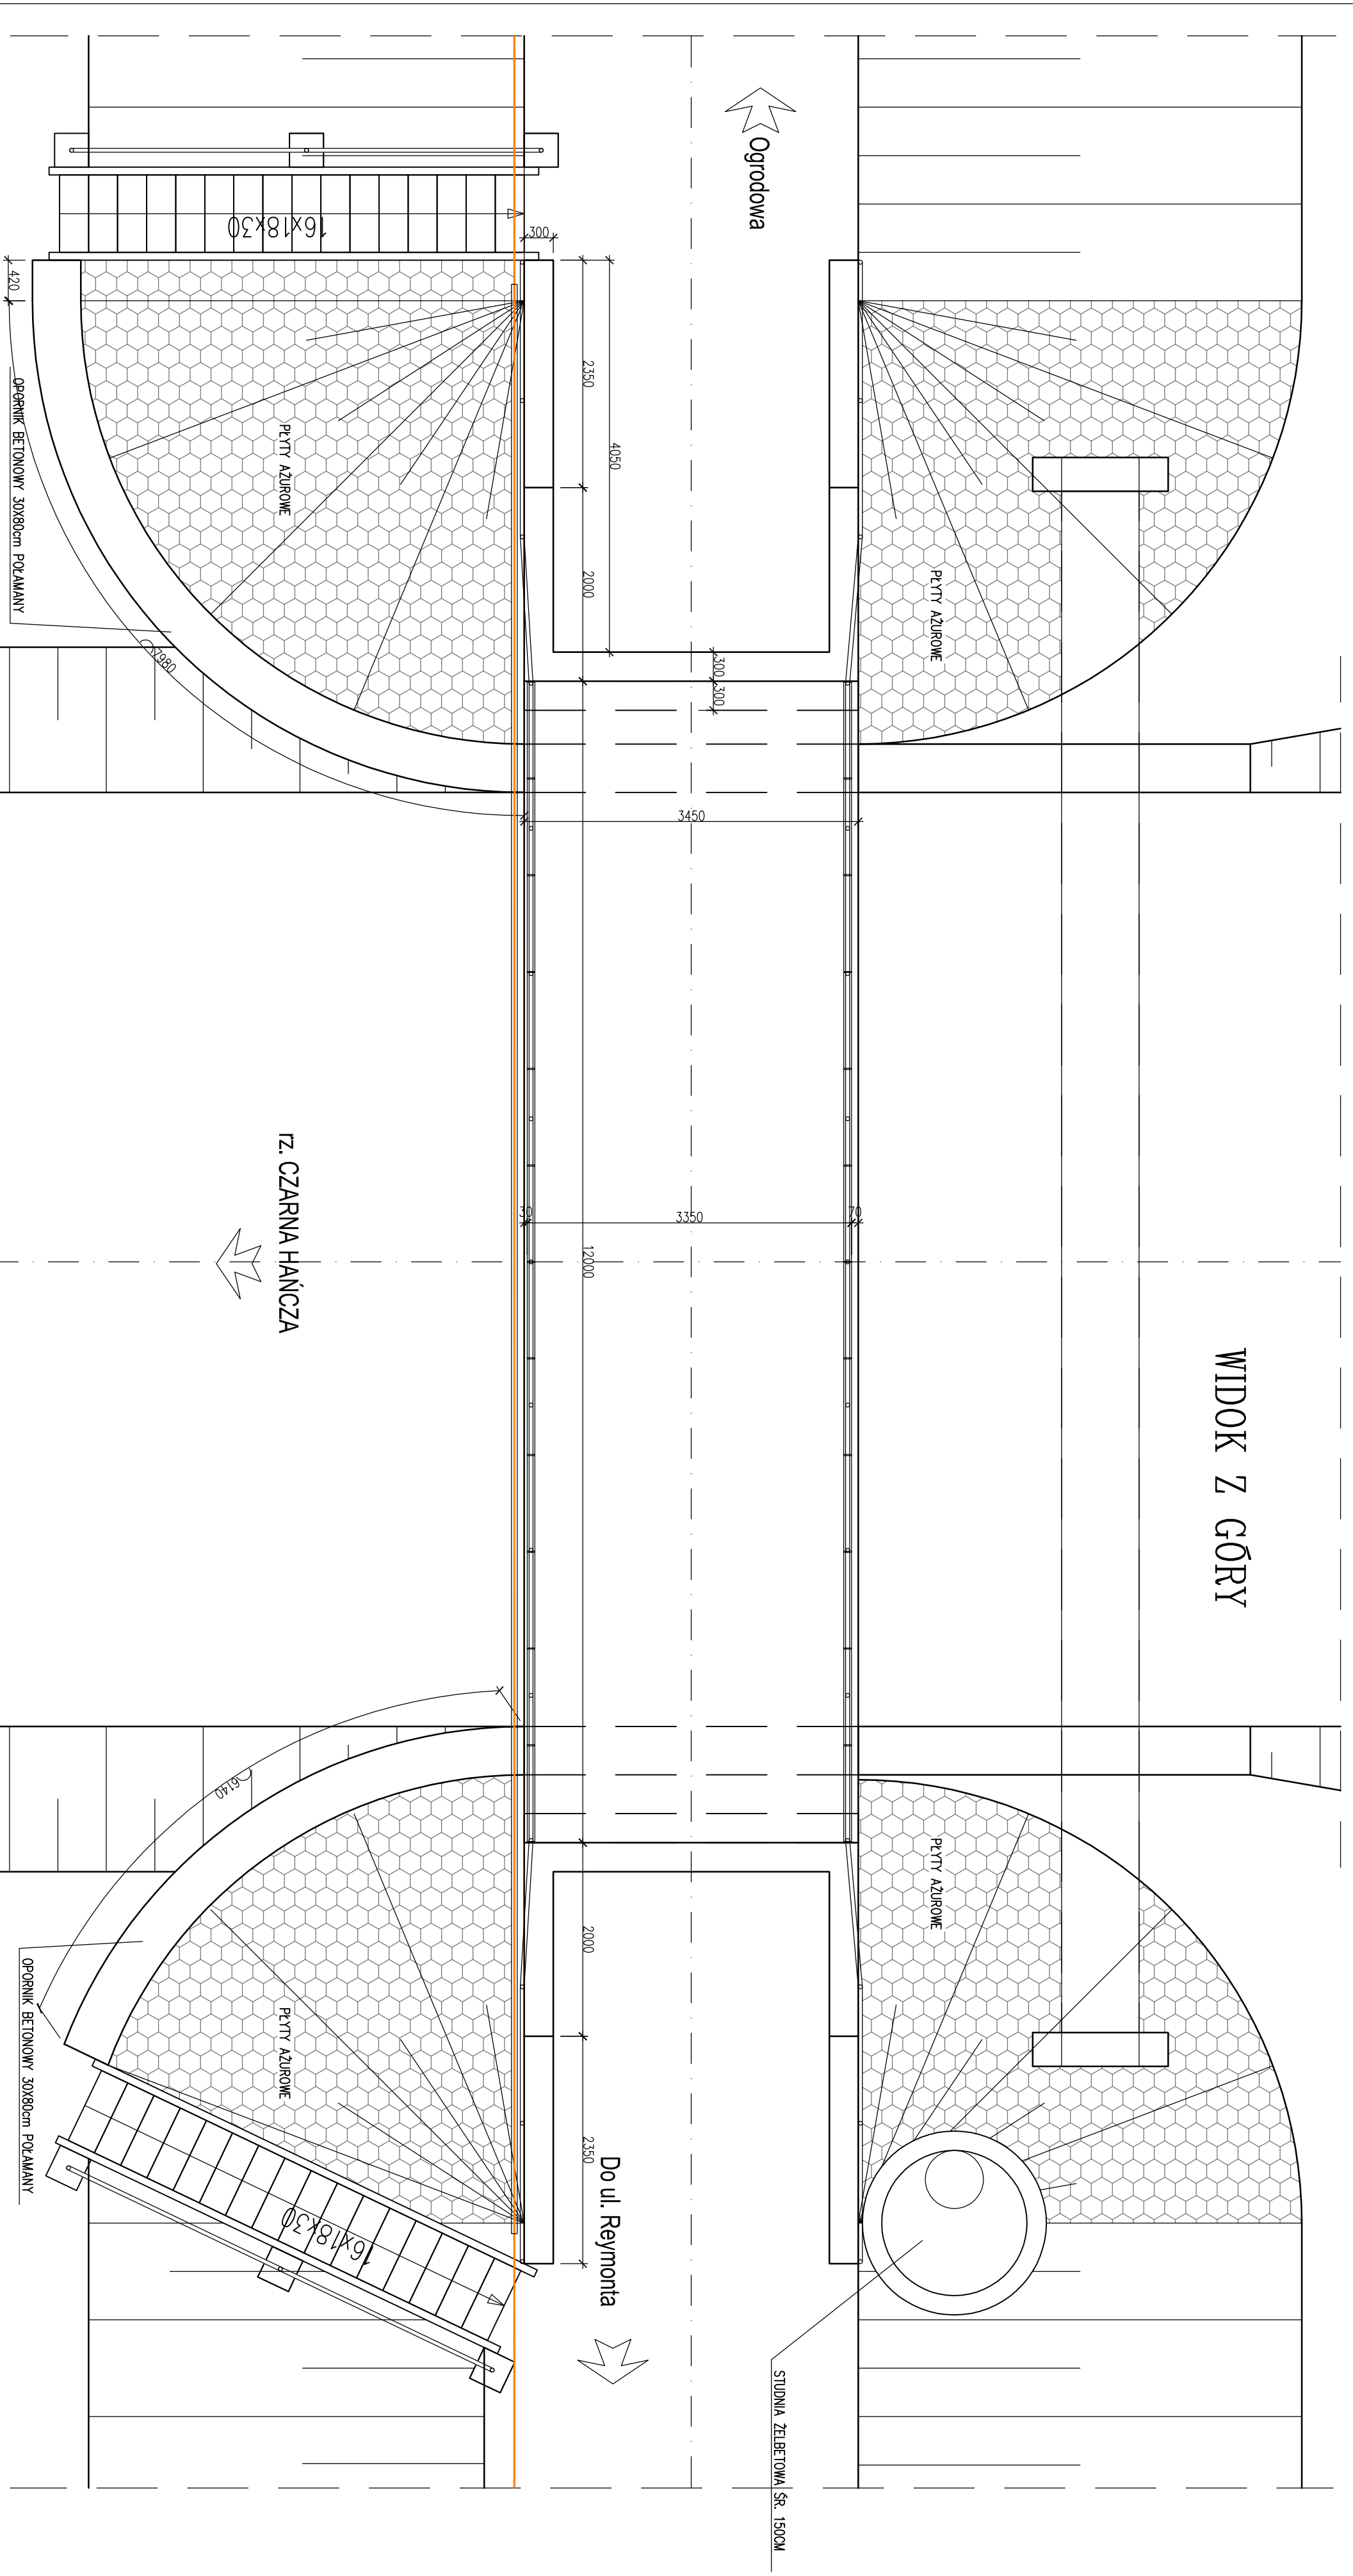 WIDOK Z GÓRY
Ogrodowa
Do ul. Reymonta
rz. CZARNA HAŃCZA
PŁYTY AŻUROWE
PŁYTY AŻUROWE
PŁYTY AŻUROWE
PŁYTY AŻUROWE
STUDNIA ŻELBETOWA ŚR. 150CM
OPORNIK BETONOWY 30X80cm POŁAMANY
OPORNIK BETONOWY 30X80cm POŁAMANY
16x18x30
16x18x30
300
2350
4050
2000
300
300
3450
30
3350
70
12000
2000
2350
420
7980
6140